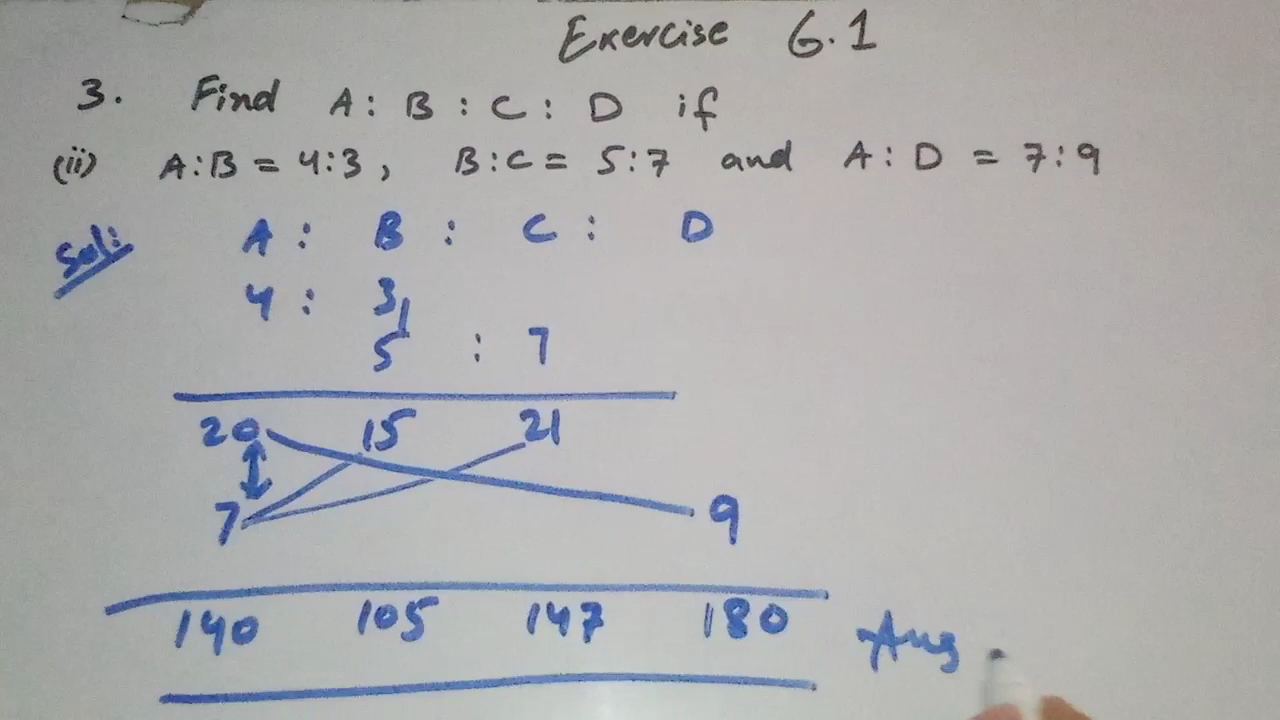 Exercise 6.1
3. Find A : B : C : D if
(ii) A:B = 4:3, B:C = 5:7 and A:D = 7:9
Sol:
A : B : C : D
4 : 3
5 : 7
20 15 21
7 9
140 105 147 180 Ans